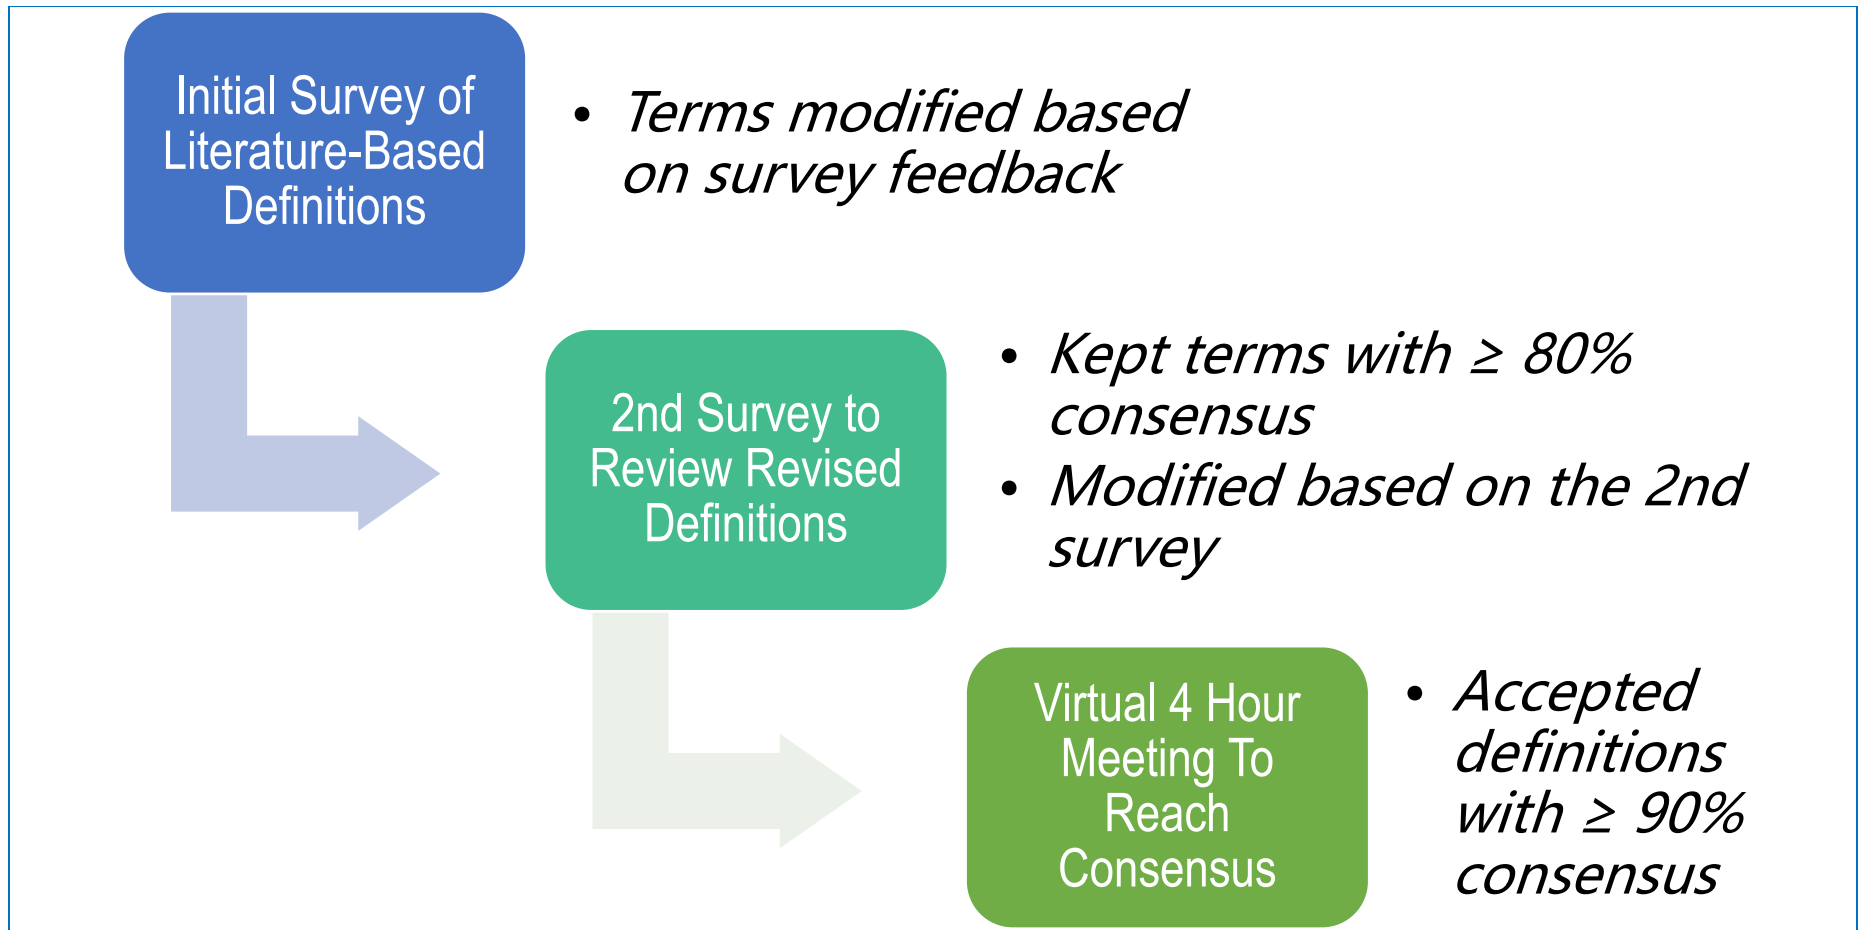 Initial Survey of
Literature-Based
Definitions
• Terms modified based
on survey feedback
2nd Survey to
Review Revised
Definitions
• Kept terms with ≥ 80%
consensus
• Modified based on the 2nd
survey
Virtual 4 Hour
Meeting To
Reach
Consensus
• Accepted
definitions
with ≥ 90%
consensus